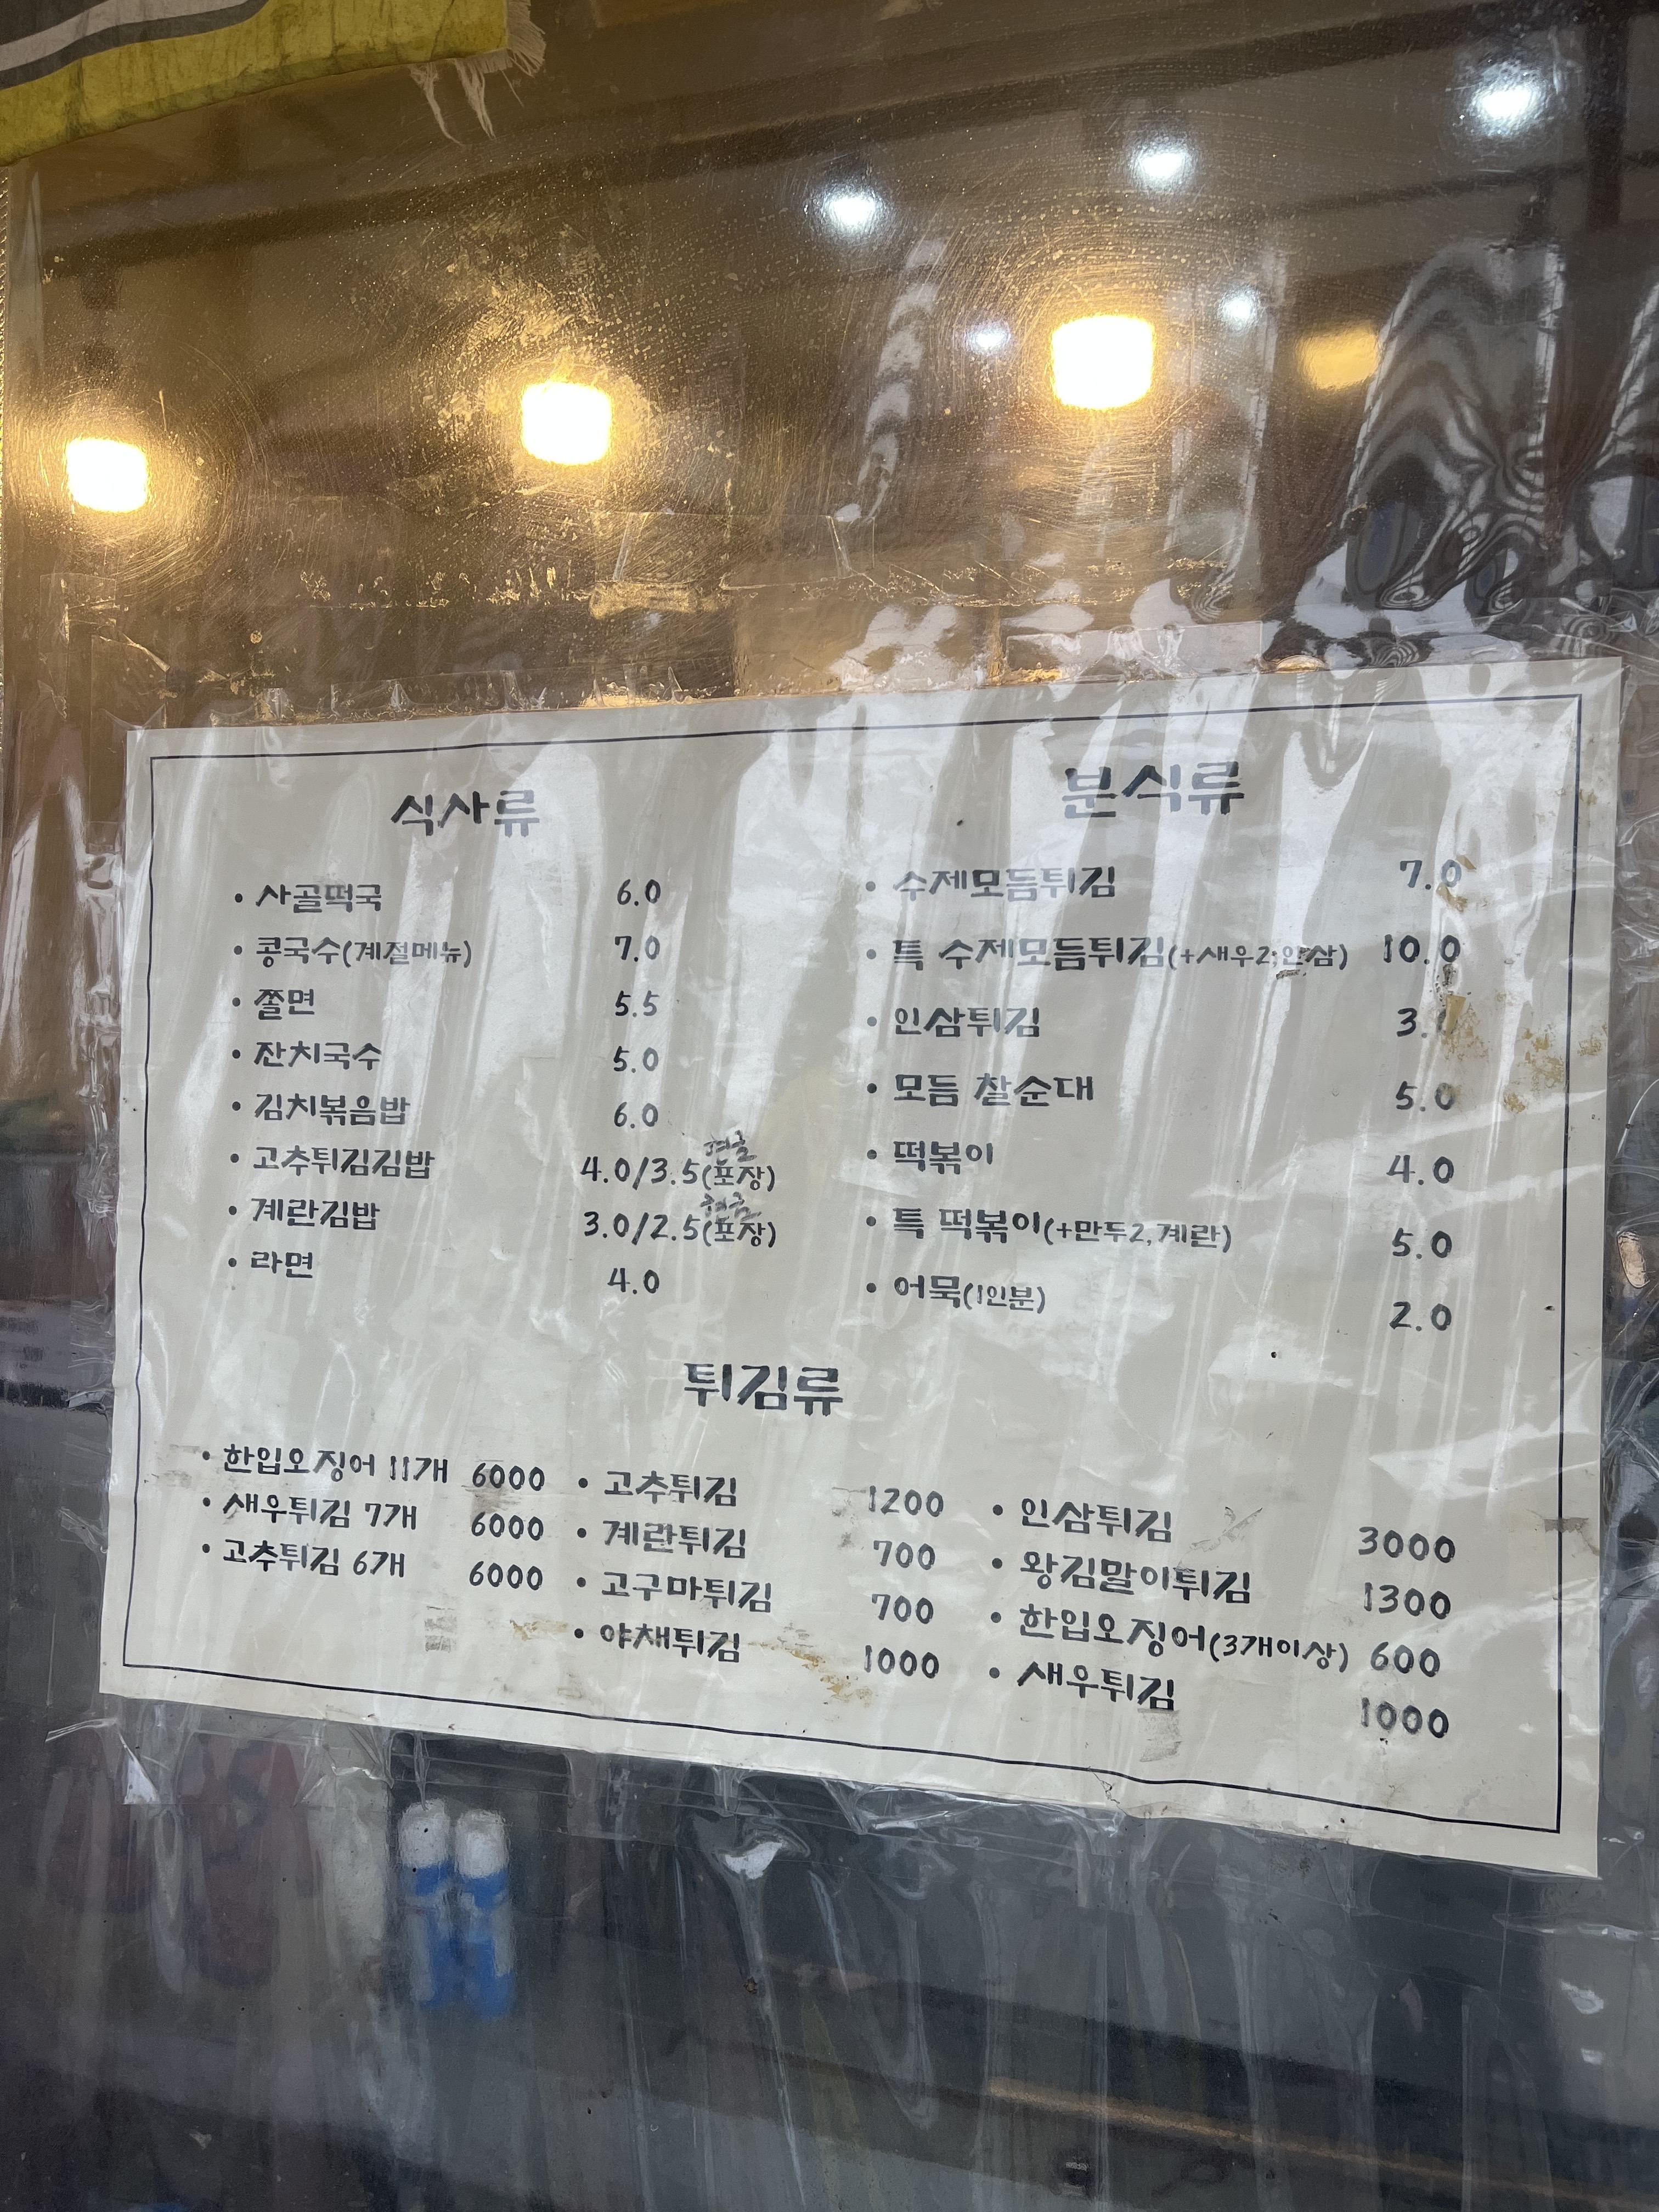 식사류
• 사골떡국 6.0
• 콩국수(계절메뉴) 7.0
• 쫄면 5.5
• 잔치국수 5.0
• 김치볶음밥 6.0
현금
• 고추튀김김밥 4.0/3.5(포장)
현금
• 계란김밥 3.0/2.5(포장)
• 라면 4.0
분식류
• 수제모듬튀김 7.0
• 특 수제모듬튀김(+새우2,인삼) 10.0
• 인삼튀김
• 모듬 찰순대 5.0
• 떡볶이 4.0
• 특 떡볶이(+만두2,계란) 5.0
• 어묵(1인분) 2.0
튀김류
• 한입오징어 11개 6000
• 새우튀김 7개 6000
• 고추튀김 6개 6000
• 고추튀김 1200
• 계란튀김 700
• 고구마튀김 700
• 야채튀김 1000
• 인삼튀김 3000
• 왕김말이튀김 1300
• 한입오징어(3개이상) 600
• 새우튀김 1000